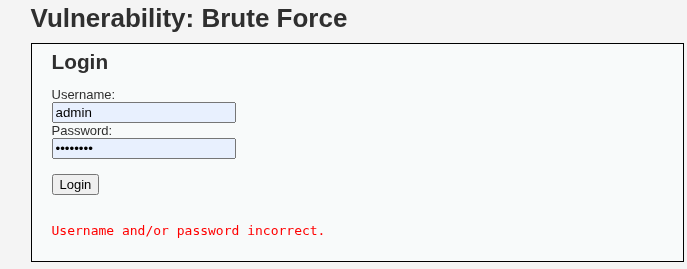 Vulnerability: Brute Force
Login
Username:
admin
Password:
••••••••
Login
Username and/or password incorrect.